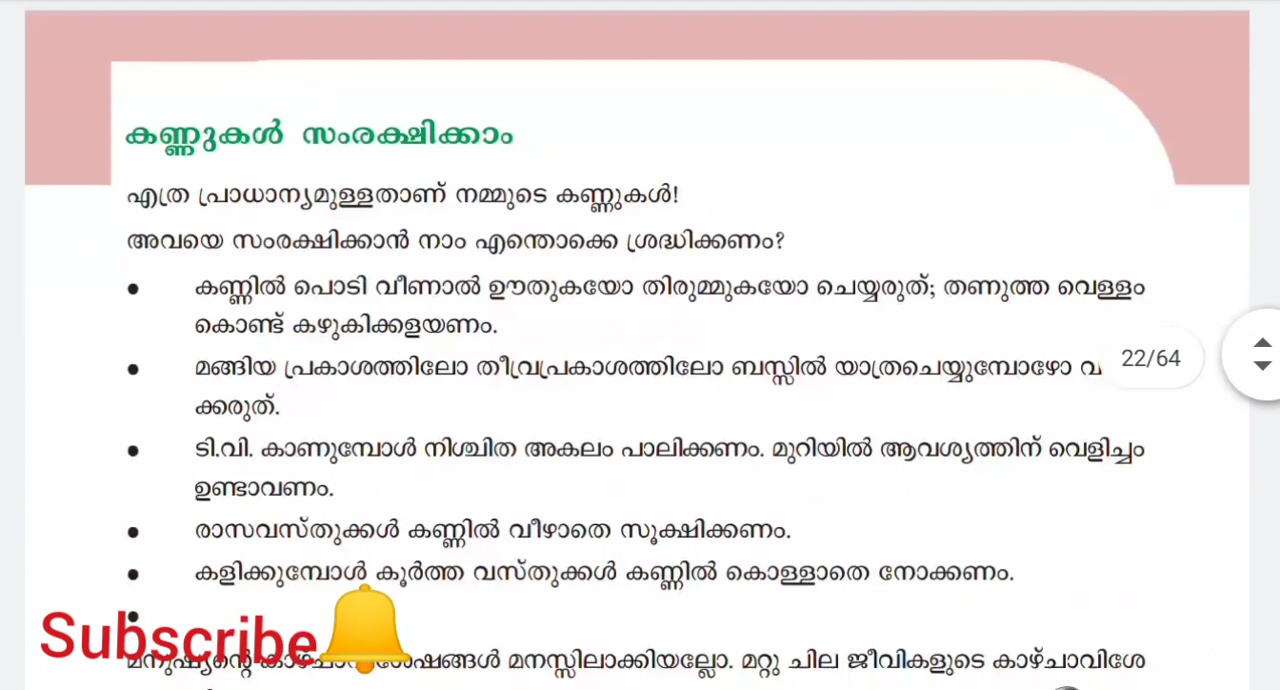 കണ്ണുകൾ സംരക്ഷിക്കാം
എത്ര പ്രാധാന്യമുള്ളതാണ് നമ്മുടെ കണ്ണുകൾ!
അവയെ സംരക്ഷിക്കാൻ നാം എന്തൊക്കെ ശ്രദ്ധിക്കണം?
● കണ്ണിൽ പൊടി വീണാൽ ഊതുകയോ തിരുമ്മുകയോ ചെയ്യരുത്; തണുത്ത വെള്ളം
കൊണ്ട് കഴുകിക്കളയണം.
● മങ്ങിയ പ്രകാശത്തിലോ തീവ്രപ്രകാശത്തിലോ ബസ്സിൽ യാത്രചെയ്യുമ്പോഴോ
22/64
ക്കരുത്.
● ടി.വി. കാണുമ്പോൾ നിശ്ചിത അകലം പാലിക്കണം. മുറിയിൽ ആവശ്യത്തിന് വെളിച്ചം
ഉണ്ടാവണം.
● രാസവസ്തുക്കൾ കണ്ണിൽ വീഴാതെ സൂക്ഷിക്കണം.
● കളിക്കുമ്പോൾ കൂർത്ത വസ്തുക്കൾ കണ്ണിൽ കൊള്ളാതെ നോക്കണം.
●
Subscribe
മനുഷ്യന്റെ മനസ്സിലാക്കിയല്ലോ. മറ്റു ചില ജീവികളുടെ കാഴ്ചാവിശേ